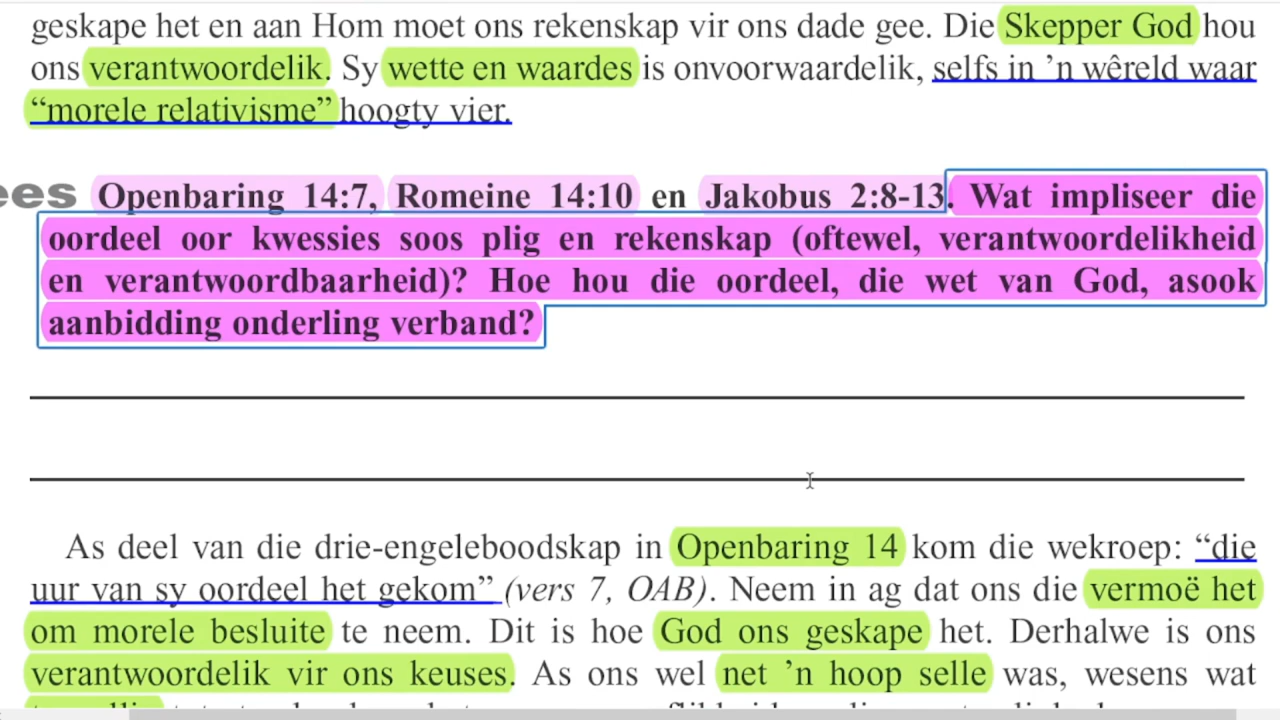 geskape het en aan Hom moet ons rekenskap vir ons dade gee. Die Skepper God hou
ons verantwoordelik. Sy wette en waardes is onvoorwaardelik, selfs in ’n wêreld waar
“morele relativisme” hoogty vier.
ees Openbaring 14:7, Romeine 14:10 en Jakobus 2:8-13. Wat impliseer die
oordeel oor kwessies soos plig en rekenskap (oftewel, verantwoordelikheid
en verantwoordbaarheid)? Hoe hou die oordeel, die wet van God, asook
aanbidding onderling verband?
As deel van die drie-engeleboodskap in Openbaring 14 kom die wekroep: “die
uur van sy oordeel het gekom” (vers 7, OAB). Neem in ag dat ons die vermoë het
om morele besluite te neem. Dit is hoe God ons geskape het. Derhalwe is ons
verantwoordelik vir ons keuses. As ons wel net ’n hoop selle was, wesens wat